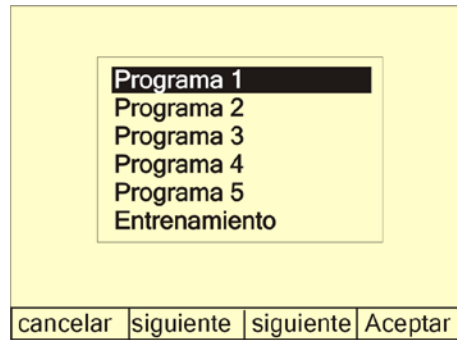 Programa 1
Programa 2
Programa 3
Programa 4
Programa 5
Entrenamiento
cancelar siguiente siguiente Aceptar